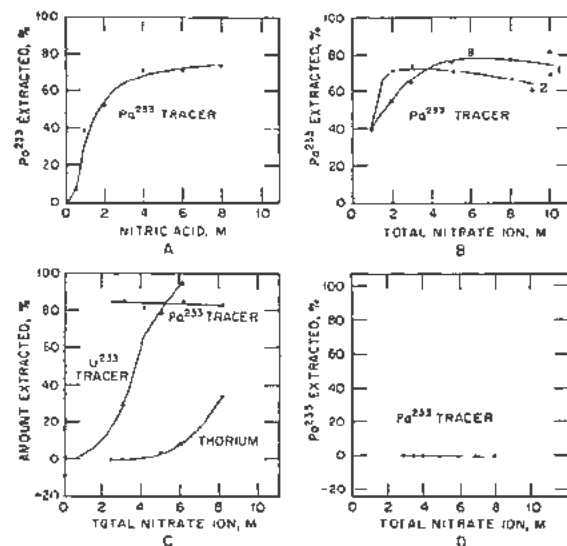 Pa233 EXTRACTED, %
100
80
60
40
20
0
Pa233 TRACER
0 2 4 6 8 10
NITRIC ACID, M
A
Pa233 EXTRACTED, %
100
80
60
40
20
0
8
2
Pa233 TRACER
2 4 6 8 10
TOTAL NITRATE ION, M
B
AMOUNT EXTRACTED, %
100
80
60
40
20
0
-20
Pa233 TRACER
U233
TRACER
THORIUM
0 2 4 6 8 10
TOTAL NITRATE ION, M
C
Pa233 EXTRACTED, %
100
80
60
40
20
0
-20
Pa233 TRACER
0 2 4 6 8 10
TOTAL NITRATE ION, M
D